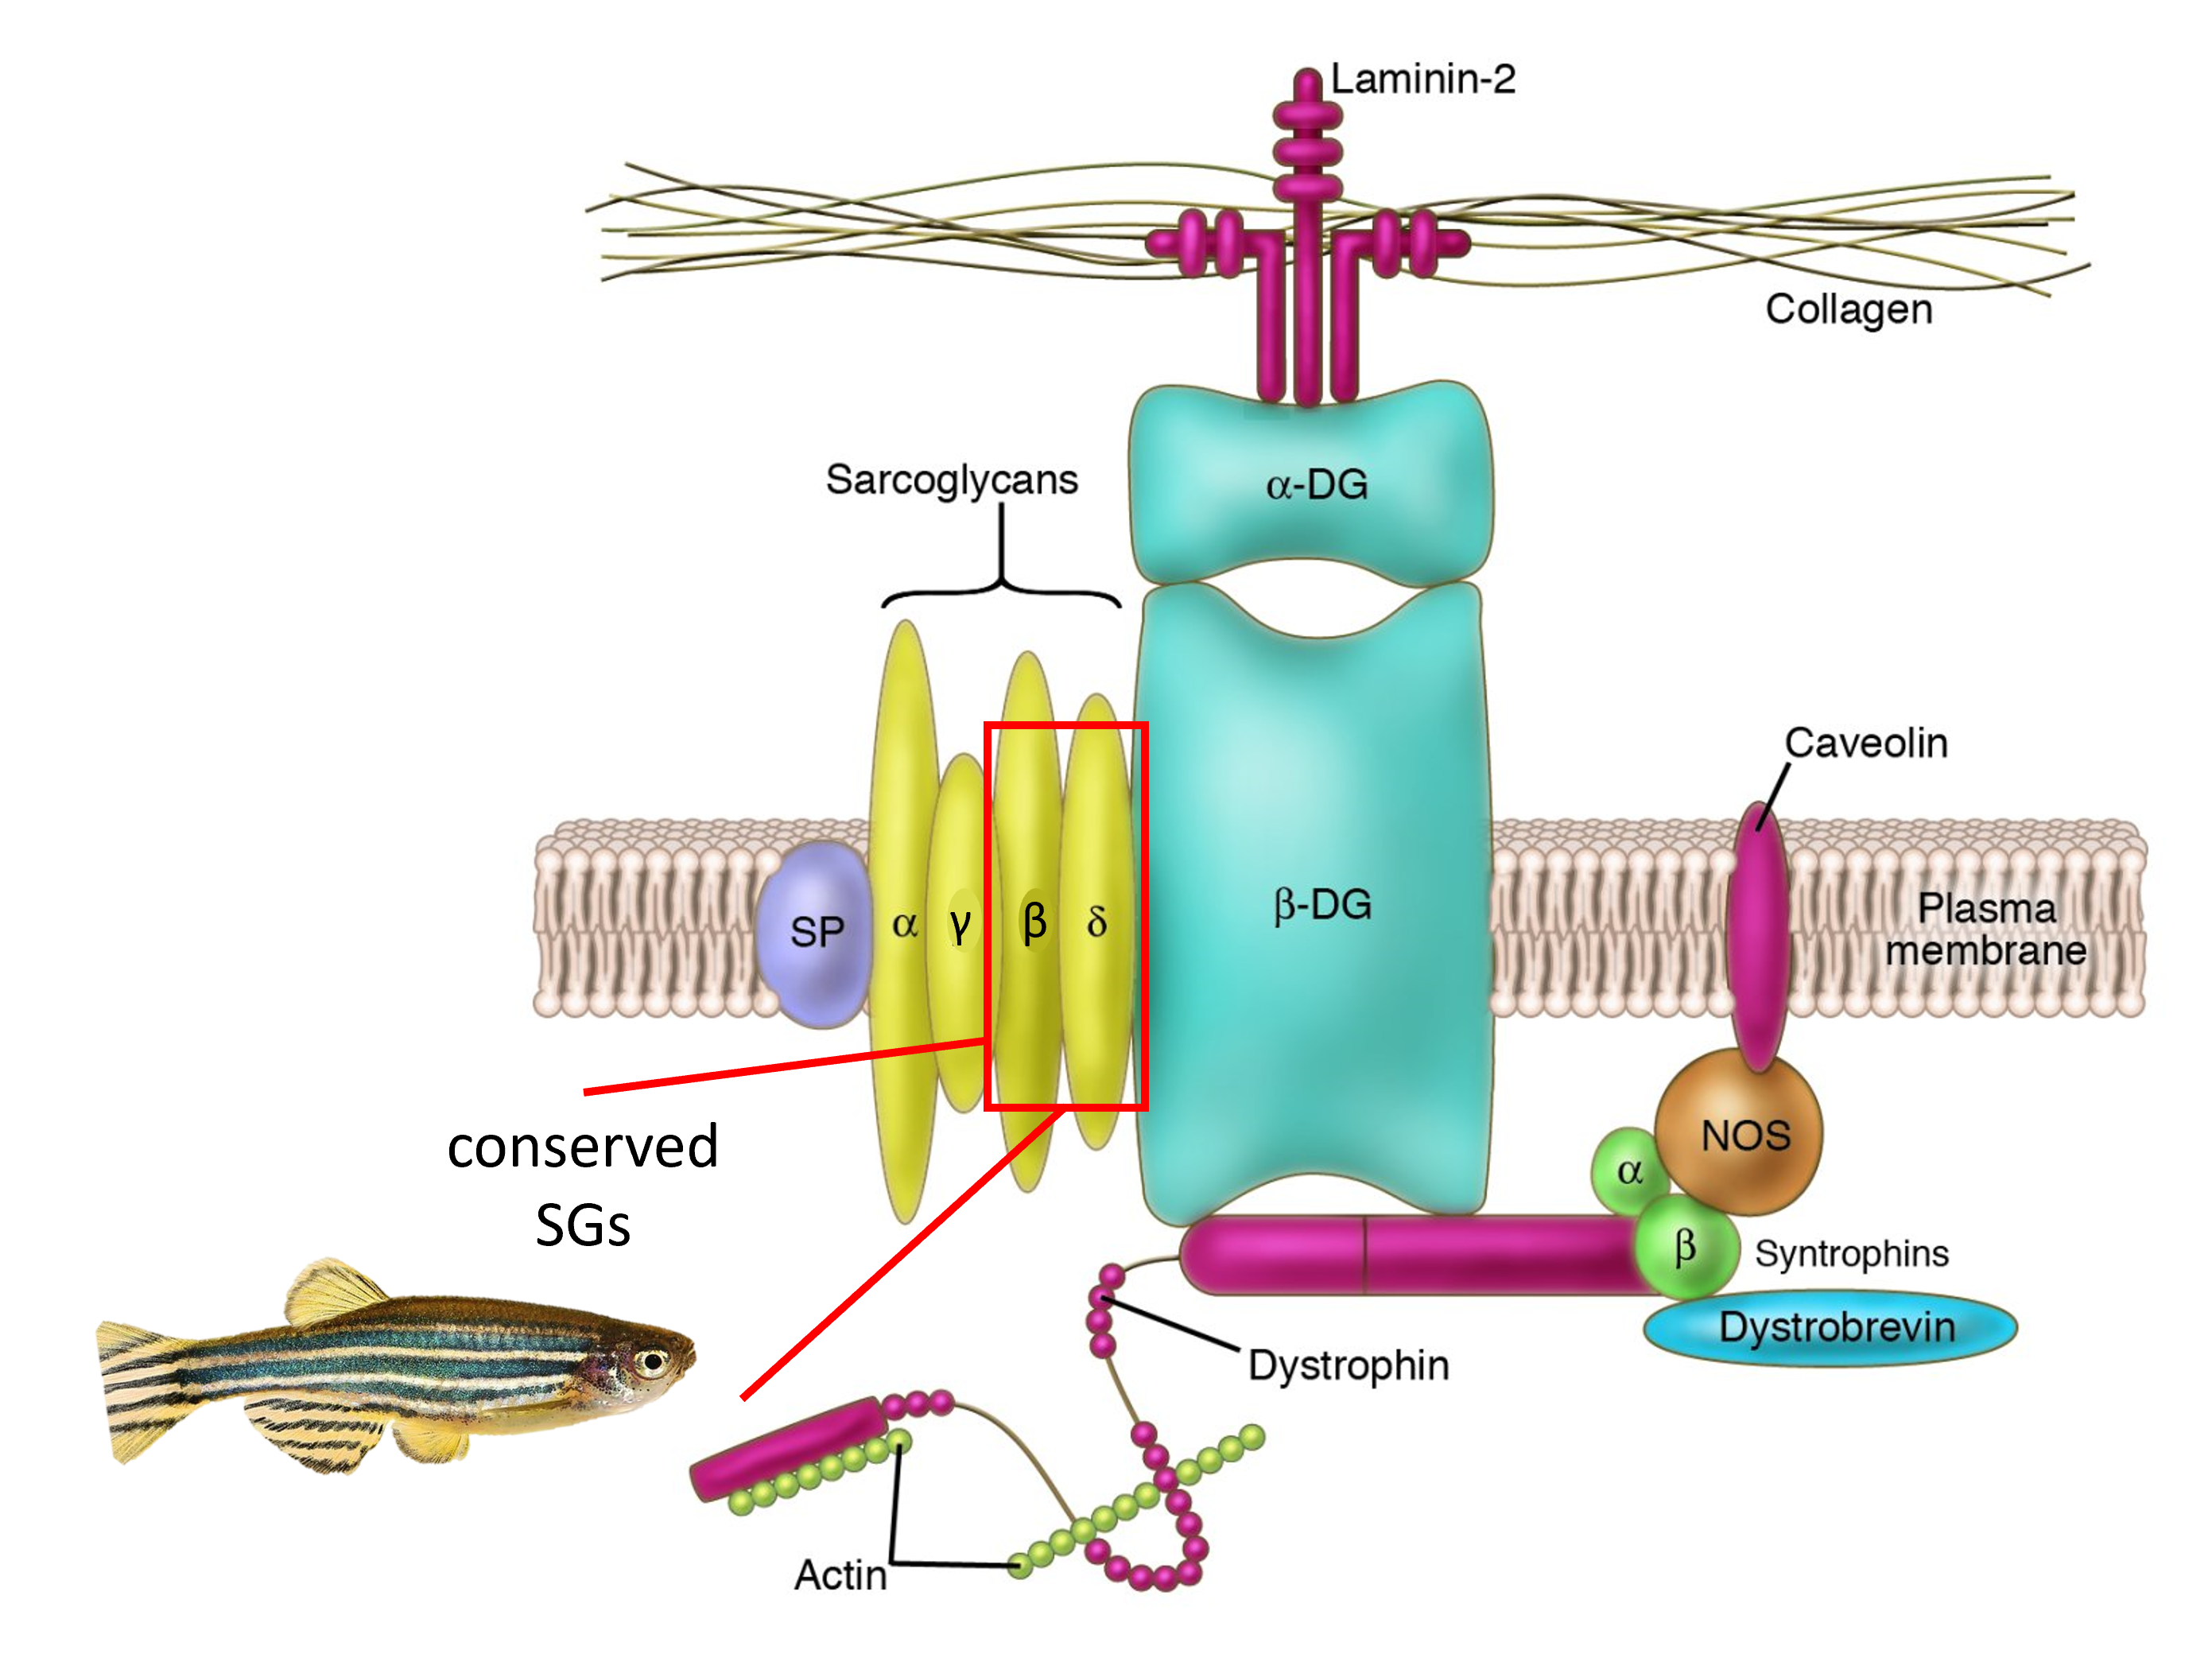 Laminin-2
Collagen
Sarcoglycans
α-DG
Caveolin
SP
α
γ
β
δ
β-DG
Plasma
membrane
conserved
SGs
NOS
α
β
Syntrophins
Dystrobrevin
Dystrophin
Actin